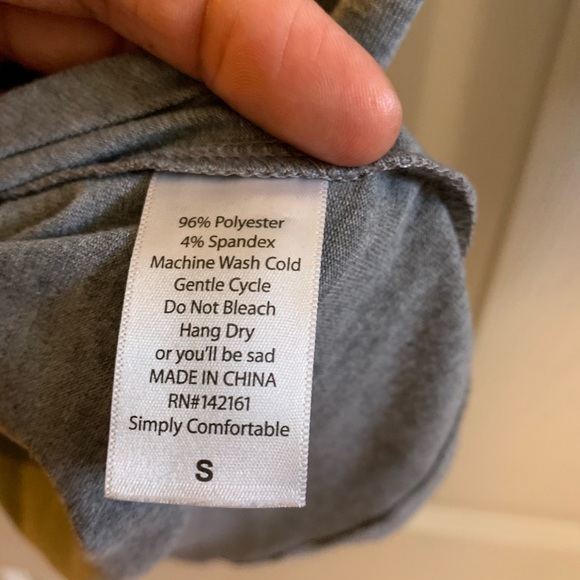 96% Polyester
4% Spandex
Machine Wash Cold
Gentle Cycle
Do Not Bleach
Hang Dry
or you'll be sad
MADE IN CHINA
RN#142161
Simply Comfortable
S